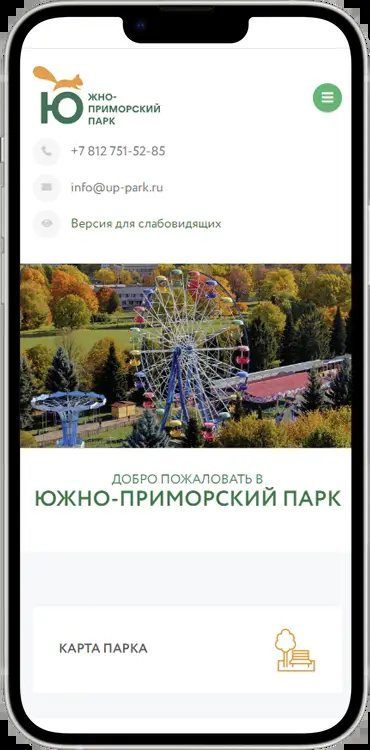 Ю
ЖНО-
ПРИМОРСКИЙ
ПАРК
+7 812 751-52-85
info@up-park.ru
Версия для слабовидящих
ДОБРО ПОЖАЛОВАТЬ В
ЮЖНО-ПРИМОРСКИЙ ПАРК
КАРТА ПАРКА